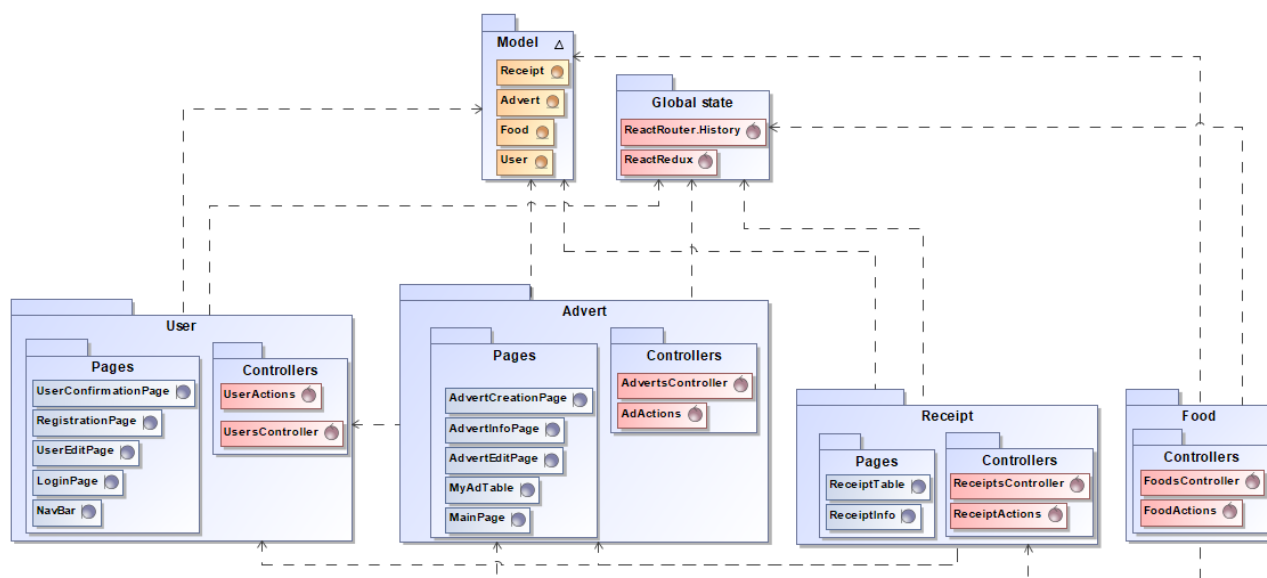 Model
Receipt
Advert
Food
User
Global state
ReactRouter.History
ReactRedux
User
Pages
UserConfirmationPage
RegistrationPage
UserEditPage
LoginPage
NavBar
Controllers
UserActions
UsersController
Advert
Pages
AdvertCreationPage
AdvertInfoPage
AdvertEditPage
MyAdTable
MainPage
Controllers
AdvertsController
AdActions
Receipt
Pages
ReceiptTable
ReceiptInfo
Controllers
ReceiptsController
ReceiptActions
Food
Controllers
FoodsController
FoodActions